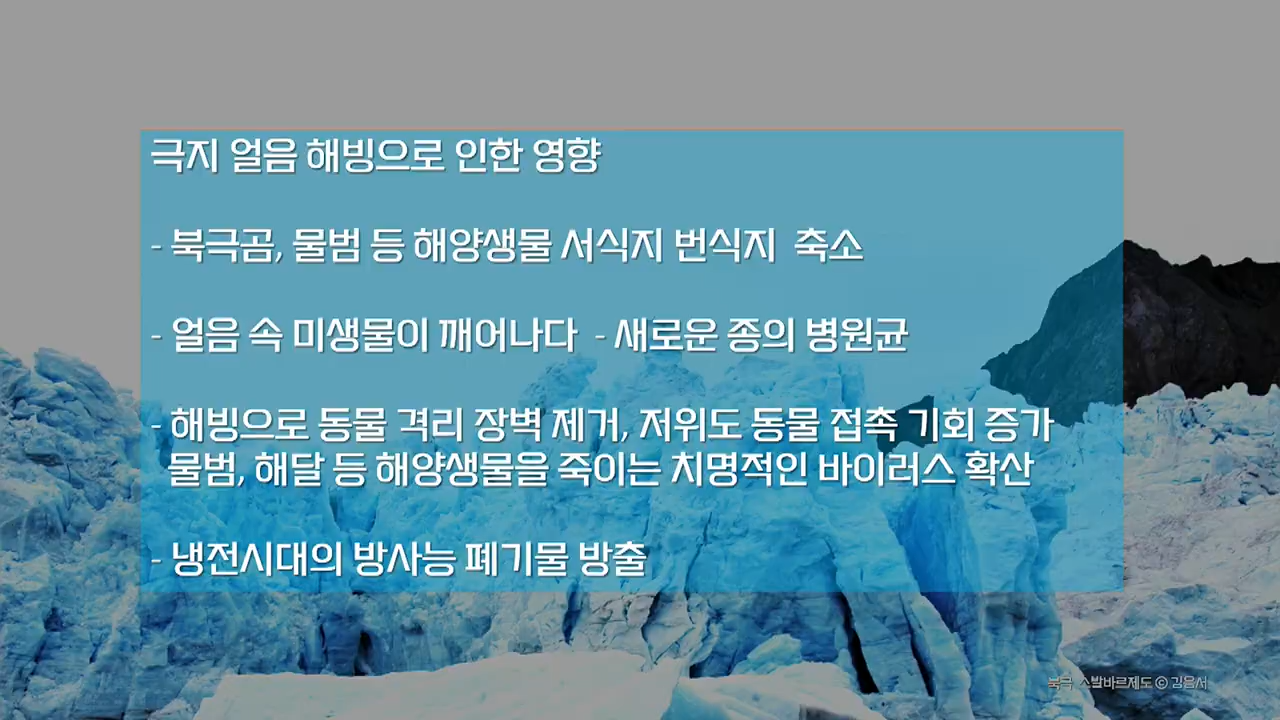 극지 얼음 해빙으로 인한 영향
- 북극곰, 물범 등 해양생물 서식지 번식지 축소
- 얼음 속 미생물이 깨어나다 - 새로운 종의 병원균
- 해빙으로 동물 격리 장벽 제거, 저위도 동물 접촉 기회 증가
물범, 해달 등 해양생물을 죽이는 치명적인 바이러스 확산
- 냉전시대의 방사능 폐기물 방출
북극 스발바르제도 © 김음서